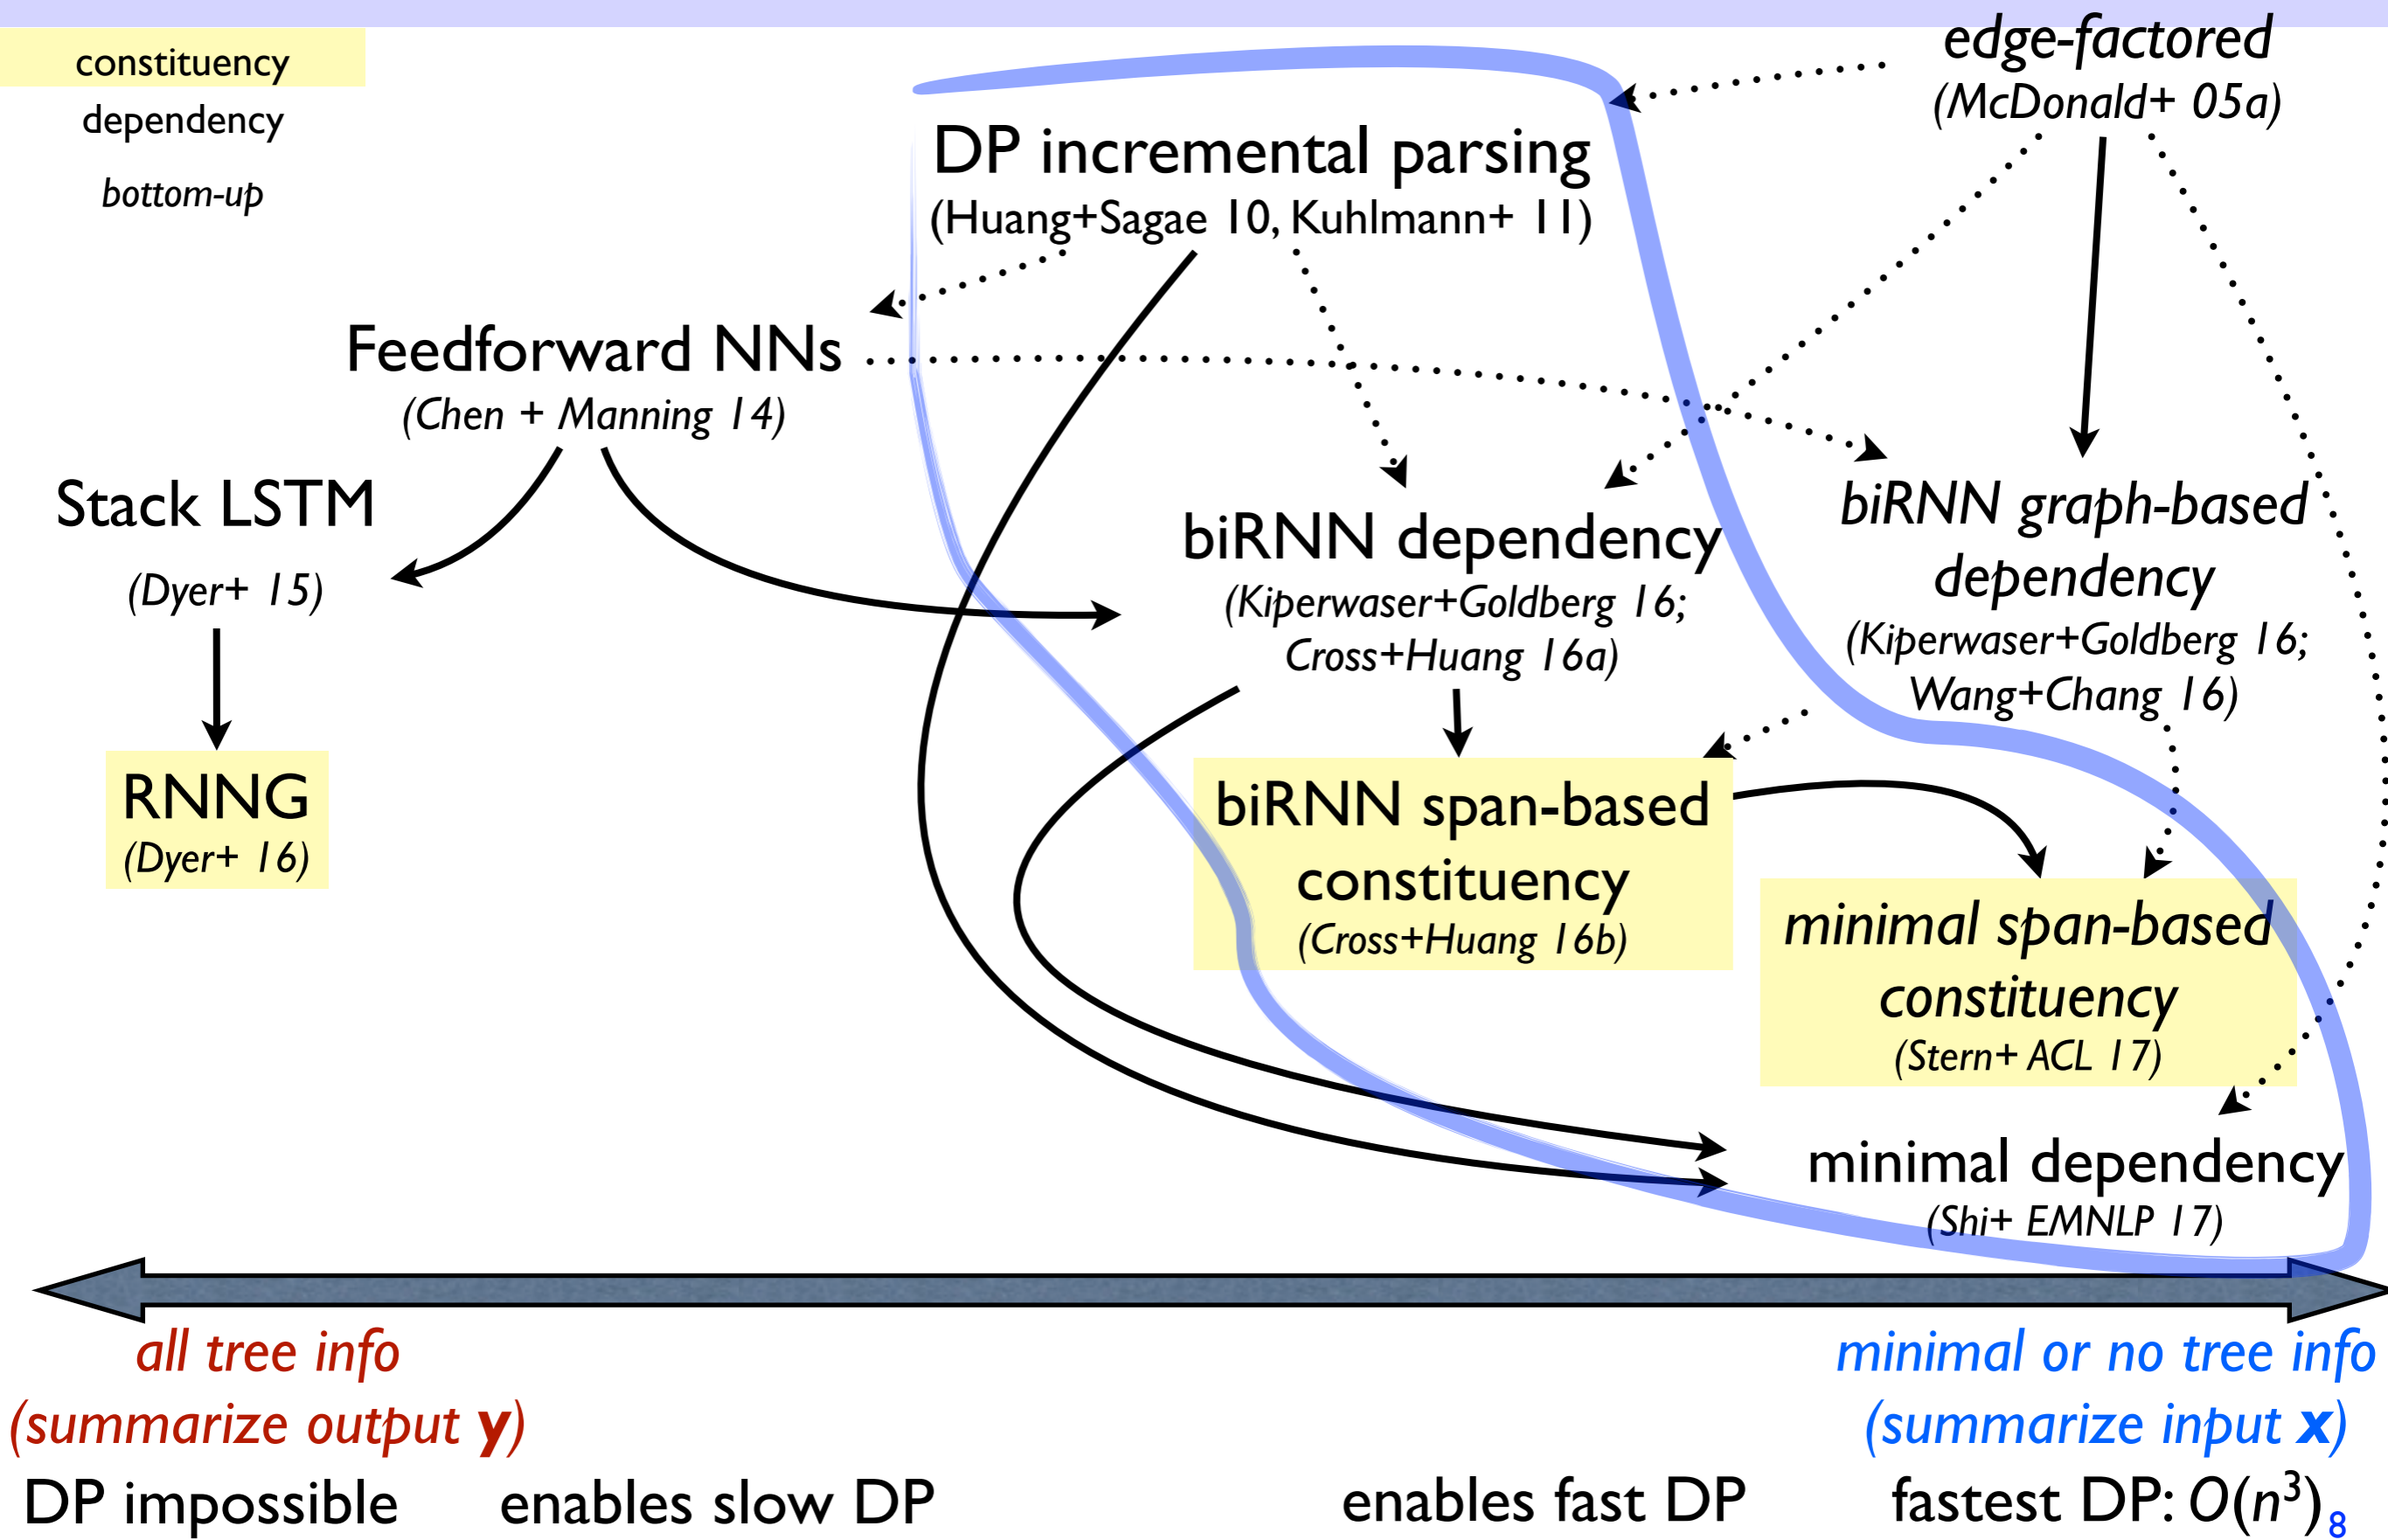 constituency
dependency
bottom-up
edge-factored
(McDonald+ 05a)
DP incremental parsing
(Huang+Sagae 10, Kuhlmann+ 11)
Feedforward NNs
(Chen + Manning 14)
Stack LSTM
(Dyer+ 15)
RNNG
(Dyer+ 16)
biRNN dependency
(Kiperwaser+Goldberg 16;
Cross+Huang 16a)
biRNN graph-based
dependency
(Kiperwaser+Goldberg 16;
Wang+Chang 16)
biRNN span-based
constituency
(Cross+Huang 16b)
minimal span-based
constituency
(Stern+ ACL 17)
minimal dependency
(Shi+ EMNLP 17)
all tree info
(summarize output y)
minimal or no tree info
(summarize input x)
DP impossible
enables slow DP
enables fast DP
fastest DP: O(n³)
8